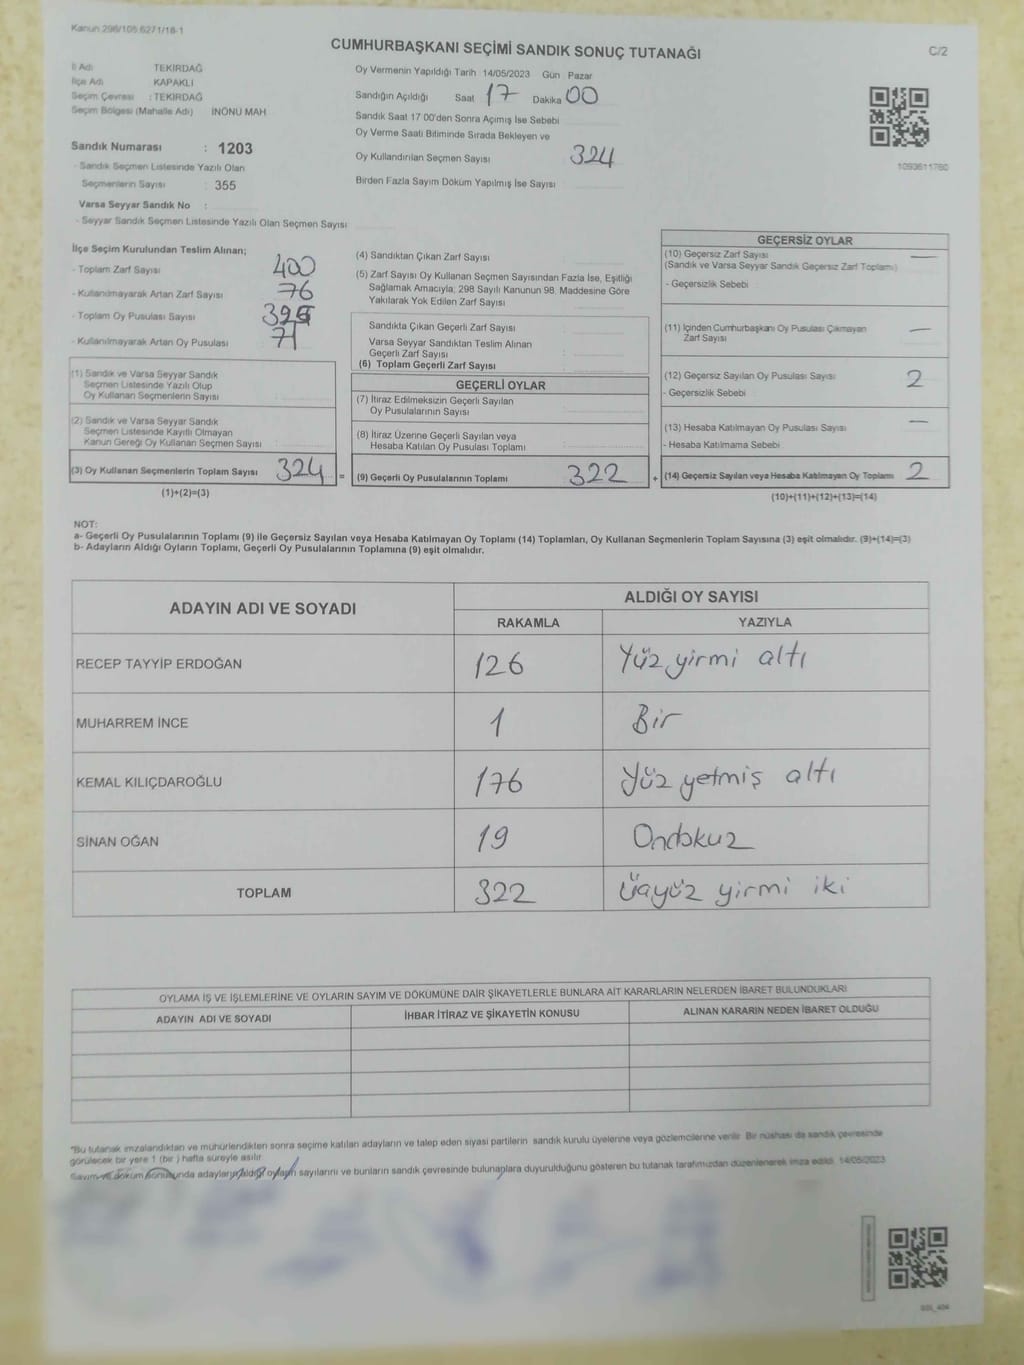 Kanun 298/105 6271/18-1
CUMHURBAŞKANI SEÇİMİ SANDIK SONUÇ TUTANAĞI
C/2
İl Adı TEKİRDAĞ
İlçe Adı KAPAKLI
Seçim Çevresi : TEKİRDAĞ
Seçim Bölgesi (Mahalle Adı) İNÖNÜ MAH
Sandık Numarası : 1203
- Sandık Seçmen Listesinde Yazılı Olan
Seçmenlerin Sayısı 355
Varsa Seyyar Sandık No :
- Seyyar Sandık Seçmen Listesinde Yazılı Olan Seçmen Sayısı
Oy Vermenin Yapıldığı Tarih 14/05/2023 Gün Pazar
Sandığın Açıldığı Saat 17 Dakika 00
Sandık Saat 17 00'den Sonra Açımış İse Sebebi
Oy Verme Saati Bitiminde Sırada Bekleyen ve
Oy Kullandırılan Seçmen Sayısı 324
Birden Fazla Sayım Döküm Yapılmış İse Sayısı
1093611760
İlçe Seçim Kurulundan Teslim Alınan;
- Toplam Zarf Sayısı 400
- Kullanılmayarak Artan Zarf Sayısı 76
- Toplam Oy Pusulası Sayısı 395
- Kullanılmayarak Artan Oy Pusulası 71
(1) Sandık ve Varsa Seyyar Sandık
Seçmen Listesinde Yazılı Olup
Oy Kullanan Seçmenlerin Sayısı :
(2) Sandık ve Varsa Seyyar Sandık
Seçmen Listesinde Kayıtlı Olmayan
Kanun Gereği Oy Kullanan Seçmen Sayısı :
(3) Oy Kullanan Seçmenlerin Toplam Sayısı 324 =
(1)+(2)=(3)
(4) Sandıktan Çıkan Zarf Sayısı
(5) Zarf Sayısı Oy Kullanan Seçmen Sayısından Fazla İse, Eşitliği
Sağlamak Amacıyla; 298 Sayılı Kanunun 98. Maddesine Göre
Yakılarak Yok Edilen Zarf Sayısı
Sandıkta Çıkan Geçerli Zarf Sayısı
Varsa Seyyar Sandıktan Teslim Alınan
Geçerli Zarf Sayısı
(6) Toplam Geçerli Zarf Sayısı
GEÇERLİ OYLAR
(7) İtiraz Edilmeksizin Geçerli Sayılan
Oy Pusulalarının Sayısı
(8) İtiraz Üzerine Geçerli Sayılan veya
Hesaba Katılan Oy Pusulası Toplamı
(9) Geçerli Oy Pusulalarının Toplamı 322 +
GEÇERSİZ OYLAR
(10) Geçersiz Zarf Sayısı —
(Sandık ve Varsa Seyyar Sandık Geçersiz Zarf Toplamı)
- Geçersizlik Sebebi
(11) İçinden Cumhurbaşkanı Oy Pusulası Çıkmayan
Zarf Sayısı —
(12) Geçersiz Sayılan Oy Pusulası Sayısı 2
- Geçersizlik Sebebi
(13) Hesaba Katılmayan Oy Pusulası Sayısı —
- Hesaba Katılmama Sebebi
(14) Geçersiz Sayılan veya Hesaba Katılmayan Oy Toplamı 2
(10)+(11)+(12)+(13)=(14)
NOT:
a- Geçerli Oy Pusulalarının Toplamı (9) ile Geçersiz Sayılan veya Hesaba Katılmayan Oy Toplamı (14) Toplamları, Oy Kullanan Seçmenlerin Toplam Sayısına (3) eşit olmalıdır. (9)+(14)=(3)
b- Adayların Aldığı Oyların Toplamı, Geçerli Oy Pusulalarının Toplamına (9) eşit olmalıdır.
ADAYIN ADI VE SOYADI
ALDIĞI OY SAYISI
RAKAMLA YAZIYLA
RECEP TAYYİP ERDOĞAN 126 Yüz yirmi altı
MUHARREM İNCE 1 Bir
KEMAL KILIÇDAROĞLU 176 Yüz yetmiş altı
SİNAN OĞAN 19 Ondokuz
TOPLAM 322 Üçyüz yirmi iki
OYLAMA İŞ VE İŞLEMLERİNE VE OYLARIN SAYIM VE DÖKÜMÜNE DAİR ŞİKAYETLERLE BUNLARA AİT KARARLARIN NELERDEN İBARET BULUNDUKLARI
ADAYIN ADI VE SOYADI İHBAR İTİRAZ VE ŞİKAYETİN KONUSU ALINAN KARARIN NEDEN İBARET OLDUĞU
*Bu tutanak imzalandıktan ve mühürlendikten sonra seçime katılan adayların ve talep eden siyasi partilerin sandık kurulu üyelerine veya gözlemcilerine verilir. Bir nüshası da sandık çevresinde
görülecek bir yere 1 (bir ) hafta süreyle asılır.
Sayım ve döküm sonucunda adayların aldığı oyların sayılarını ve bunların sandık çevresinde bulunanlara duyurulduğunu gösteren bu tutanak tarafımızdan düzenlenerek imza edildi. 14/05/2023